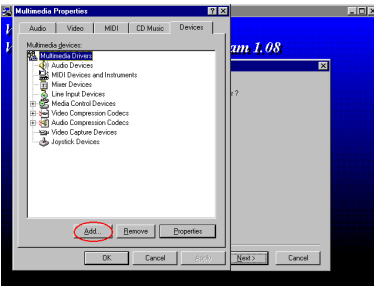 Multimedia Properties
Audio Video MIDI CD Music Devices
Multimedia devices:
Multimedia Drivers
Audio Devices
MIDI Devices and Instruments
Mixer Devices
Line Input Devices
Media Control Devices
Video Compression Codecs
Audio Compression Codecs
Video Capture Devices
Joystick Devices
Add... Remove Properties
OK Cancel Apply
am 1.08
?
Next > Cancel